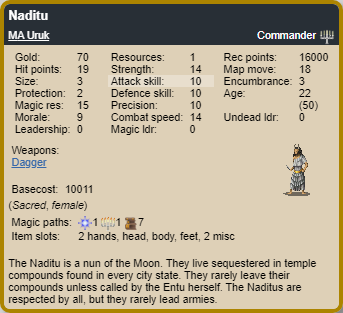 Naditu
MA Uruk Commander
Gold: 70 Resources: 1 Rec points: 16000
Hit points: 19 Strength: 14 Map move: 18
Size: 3 Attack skill: 10 Encumbrance: 3
Protection: 2 Defence skill: 10 Age: 22
Magic res: 15 Precision: 10 (50)
Morale: 9 Combat speed: 14 Undead ldr: 0
Leadership: 0 Magic ldr: 0
Weapons:
Dagger
Basecost: 10011
(Sacred, female)
Magic paths: 1 1 7
Item slots: 2 hands, head, body, feet, 2 misc
The Naditu is a nun of the Moon. They live sequestered in temple
compounds found in every city state. They rarely leave their
compounds unless called by the Entu herself. The Naditus are
respected by all, but they rarely lead armies.